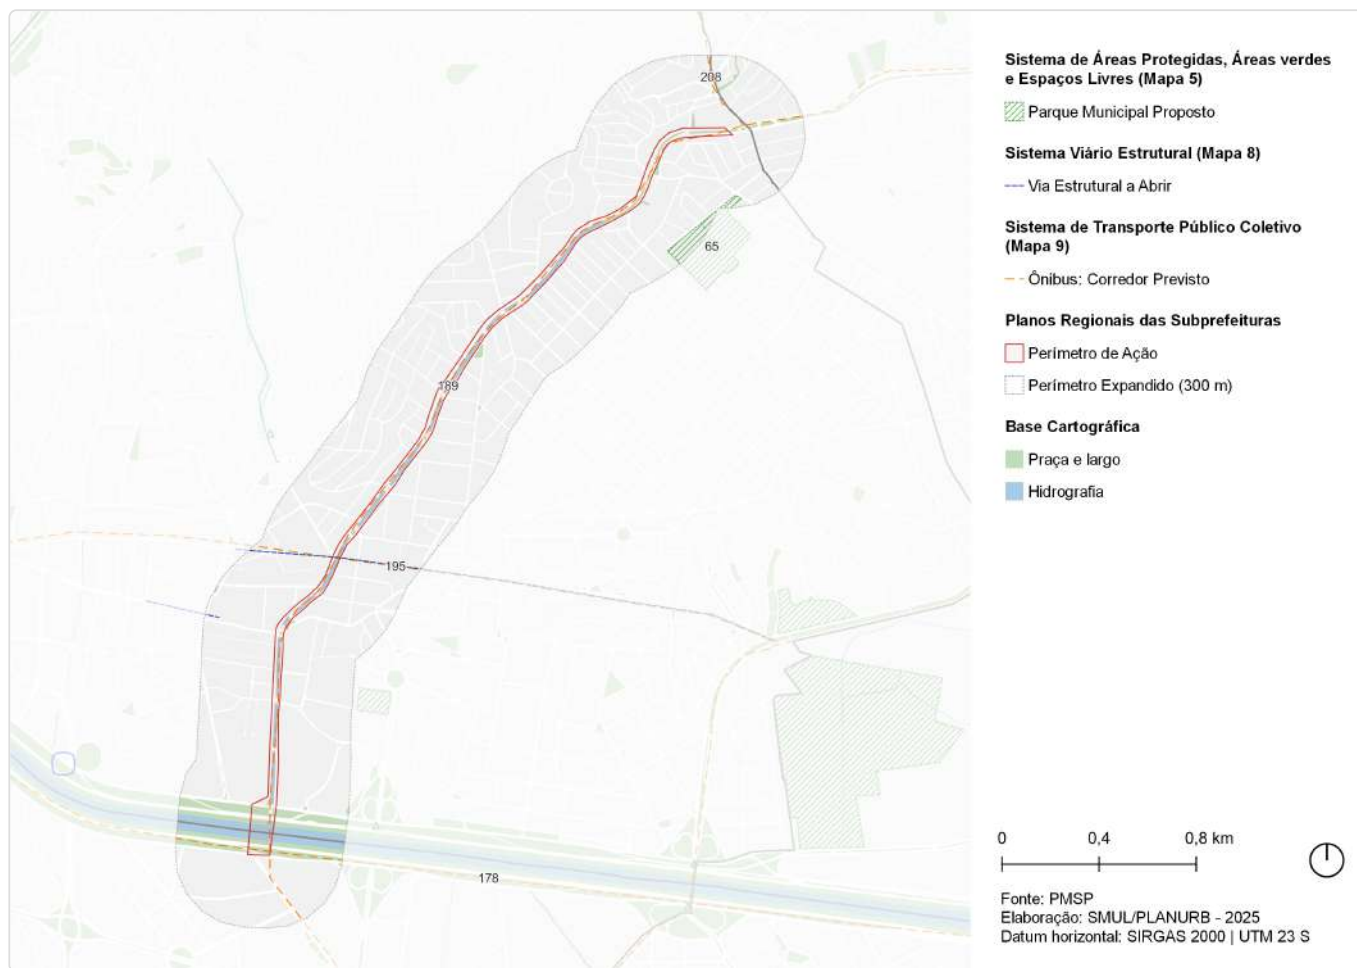 208
65
189
195
178
Sistema de Áreas Protegidas, Áreas verdes
e Espaços Livres (Mapa 5)
Parque Municipal Proposto
Sistema Viário Estrutural (Mapa 8)
Via Estrutural a Abrir
Sistema de Transporte Público Coletivo
(Mapa 9)
Ônibus: Corredor Previsto
Planos Regionais das Subprefeituras
Perímetro de Ação
Perímetro Expandido (300 m)
Base Cartográfica
Praça e largo
Hidrografia
0 0,4 0,8 km
Fonte: PMSP
Elaboração: SMUL/PLANURB - 2025
Datum horizontal: SIRGAS 2000 | UTM 23 S